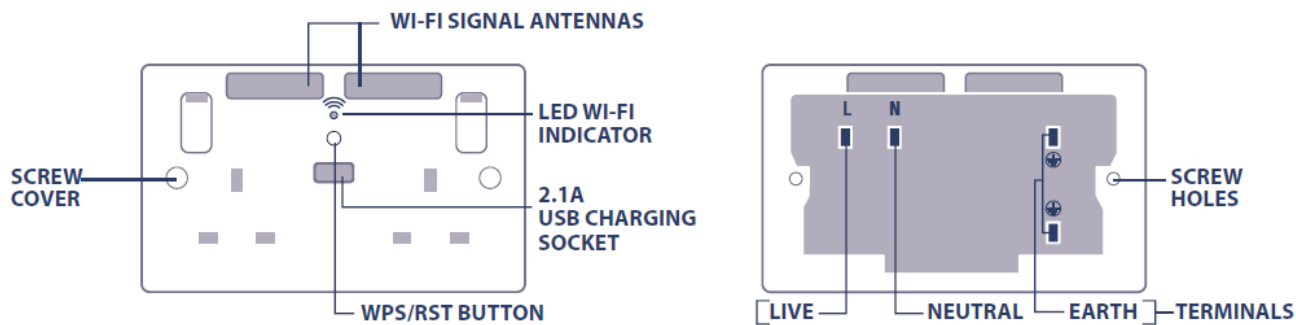 WI-FI SIGNAL ANTENNAS
LED WI-FI
INDICATOR
SCREW
COVER
2.1A
USB CHARGING
SOCKET
WPS/RST BUTTON
L N
SCREW
HOLES
LIVE NEUTRAL EARTH TERMINALS